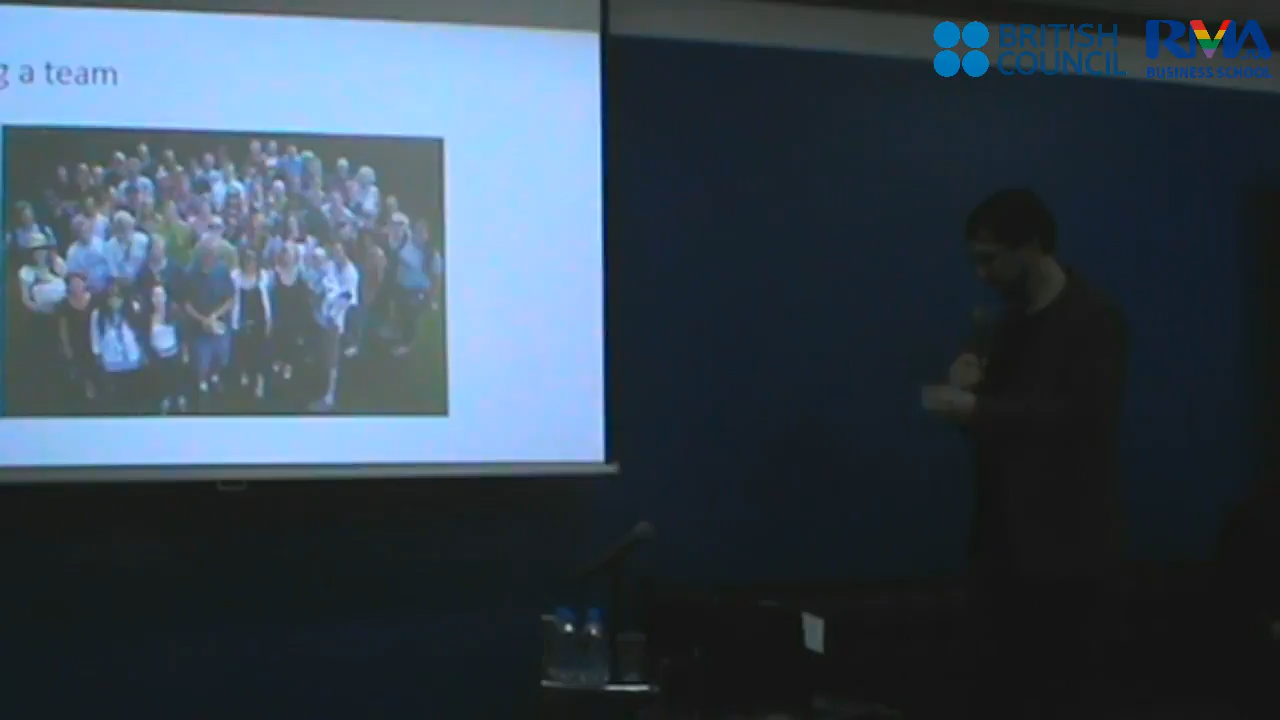 g a team
BRITISH
COUNCIL
RMA
BUSINESS SCHOOL